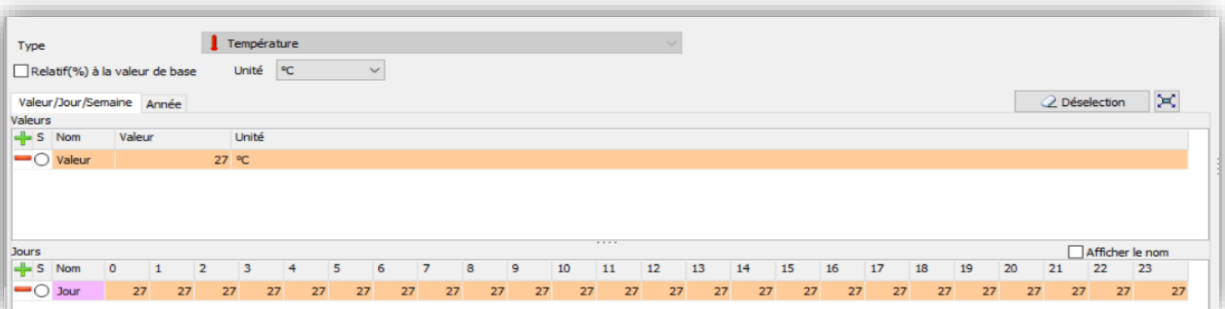 Type Température
Relatif(%) à la valeur de base Unité °C
Valeur/Jour/Semaine Année Désélection
Valeurs
S Nom Valeur Unité
Valeur 27 °C
Jours Afficher le nom
S Nom 0 1 2 3 4 5 6 7 8 9 10 11 12 13 14 15 16 17 18 19 20 21 22 23
Jour 27 27 27 27 27 27 27 27 27 27 27 27 27 27 27 27 27 27 27 27 27 27 27 27